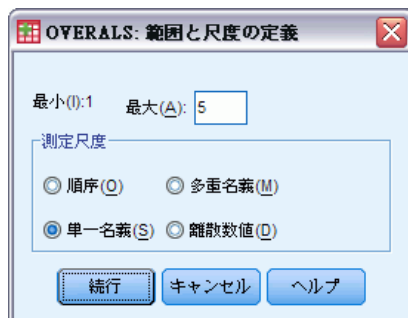 OVERALS: 範囲と尺度の定義
最小(I):1 最大(A): 5
測定尺度
順序(O) 多重名義(M)
単一名義(S) 離散数値(D)
続行 キャンセル ヘルプ